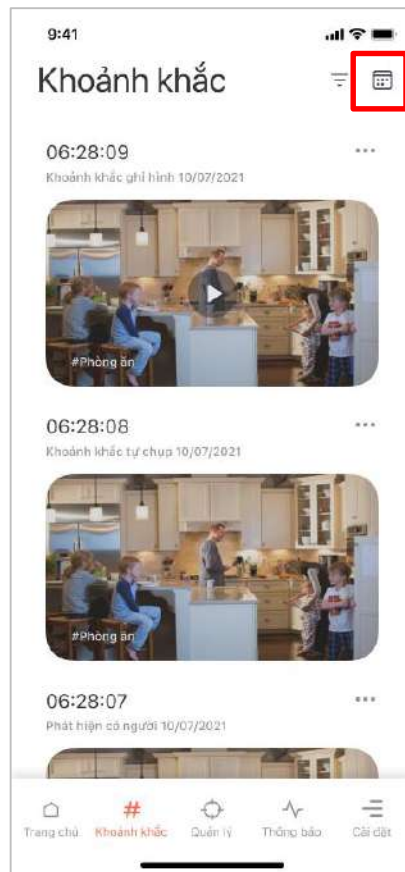 9:41
Khoảnh khắc
06:28:09
Khoảnh khắc ghi hình 10/07/2021
#Phòng ăn
06:28:08
Khoảnh khắc tự chụp 10/07/2021
#Phòng ăn
06:28:07
Phát hiện có người 10/07/2021
Trang chủ Khoảnh khắc Quản lý Thông báo Cài đặt